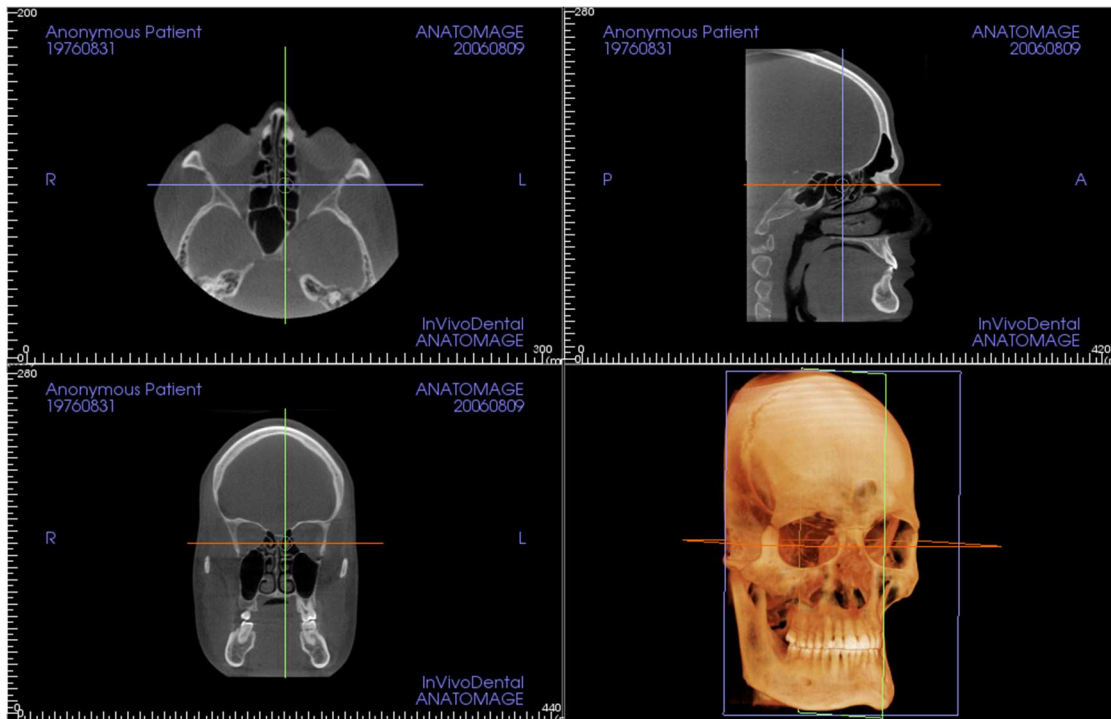 200
Anonymous Patient
19760831
ANATOMAGE
20060809
R
L
InVivoDental
ANATOMAGE
0
300
280
Anonymous Patient
19760831
ANATOMAGE
20060809
P
A
InVivoDental
ANATOMAGE
0
420
280
Anonymous Patient
19760831
ANATOMAGE
20060809
R
L
InVivoDental
ANATOMAGE
0
440